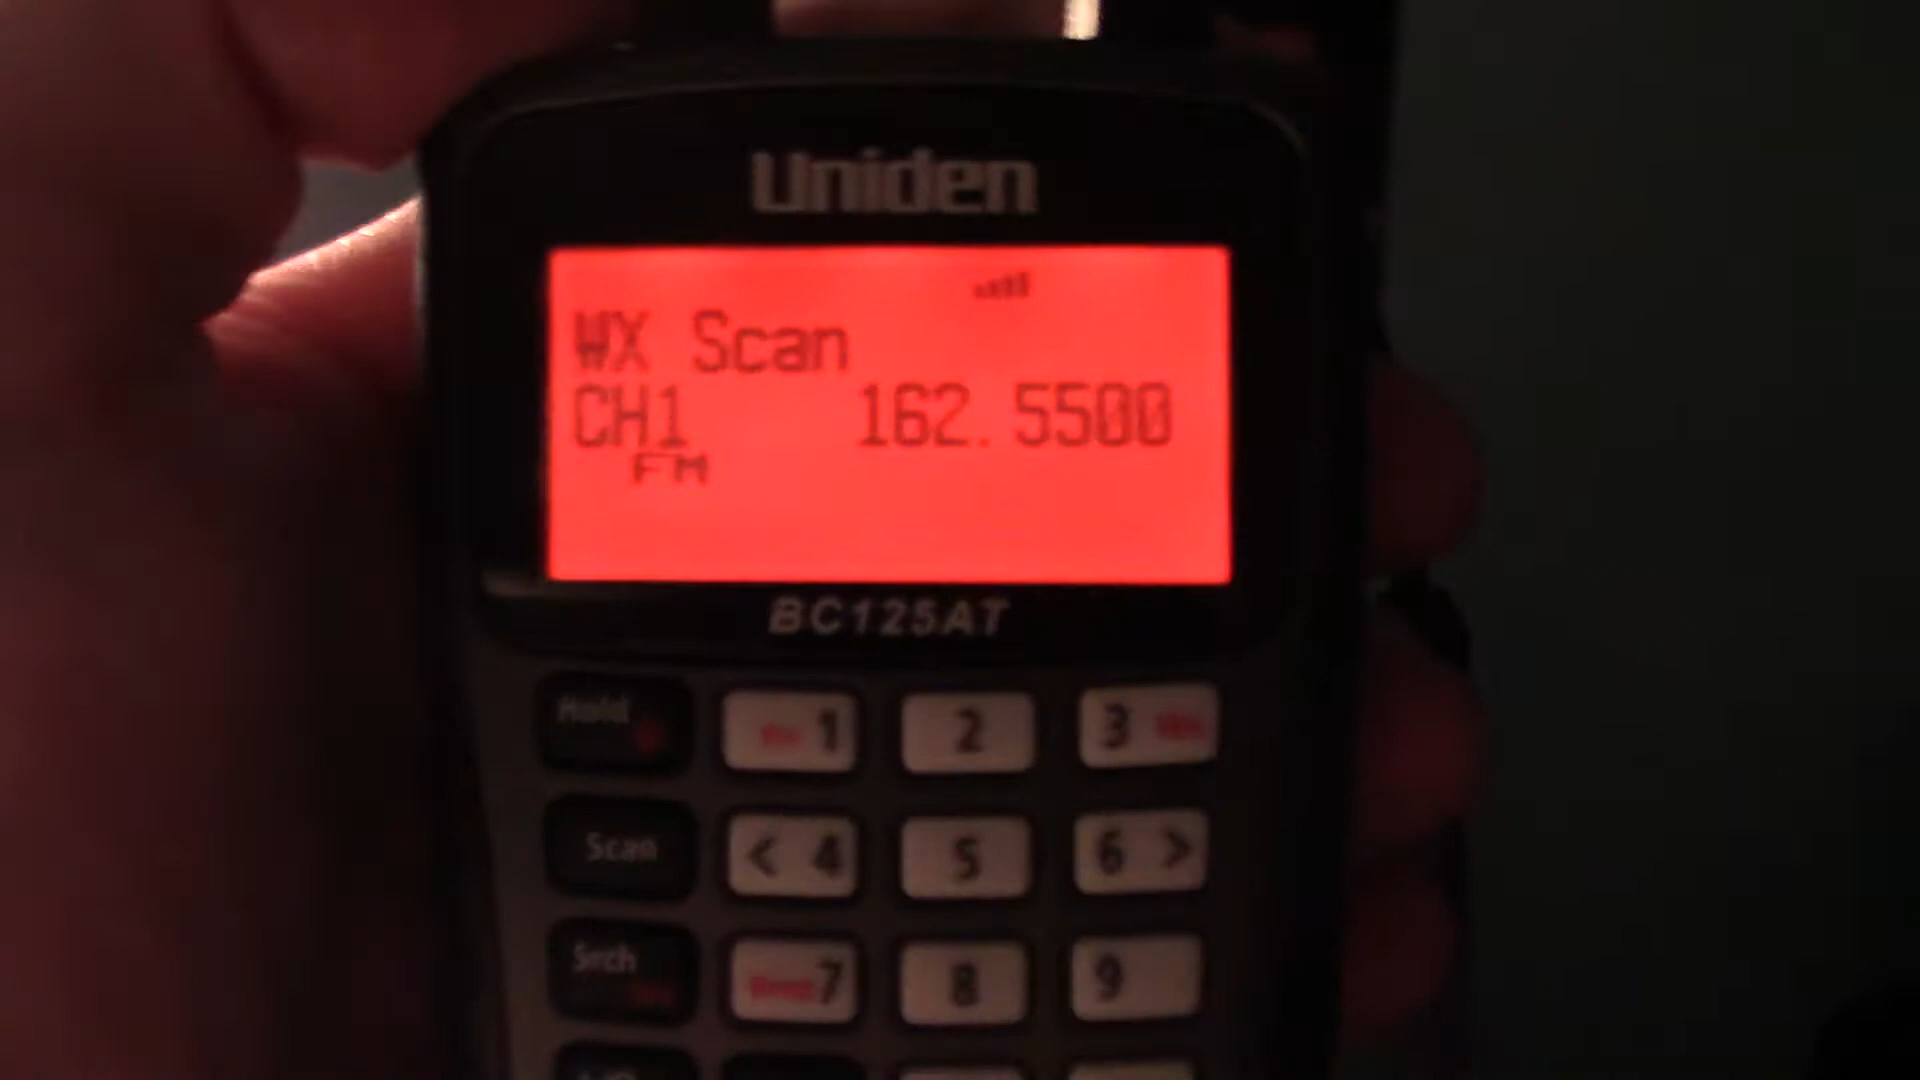 Uniden
WX Scan
CH1 162.5500
FM
BC125AT
Hold 1 2 3
Scan < 4 5 6 >
Srch 7 8 9